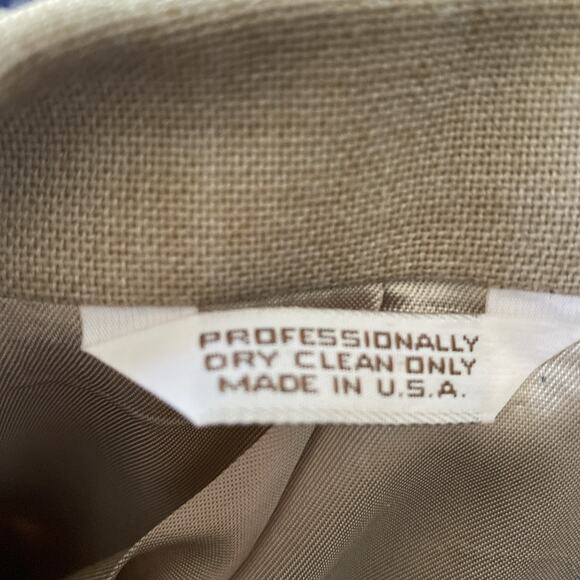 PROFESSIONALLY
DRY CLEAN ONLY
MADE IN U.S.A.